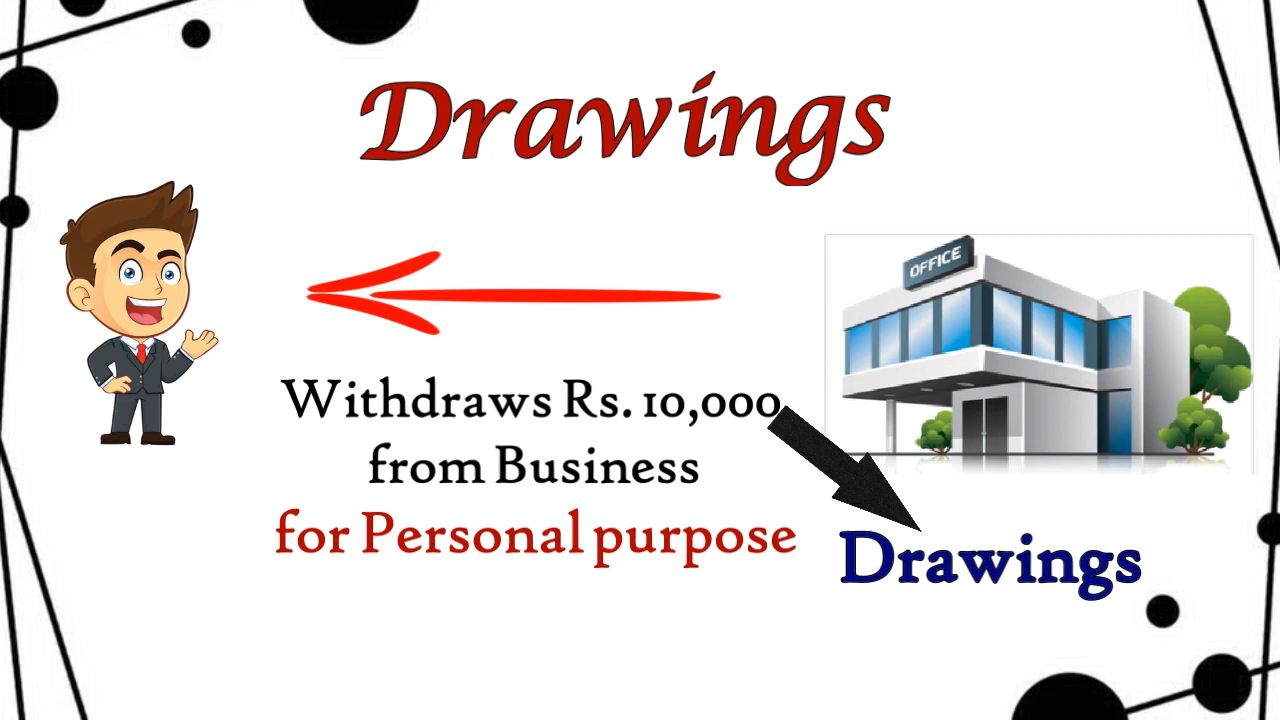 Drawings
OFFICE
Withdraws Rs. 10,000
from Business
for Personal purpose
Drawings